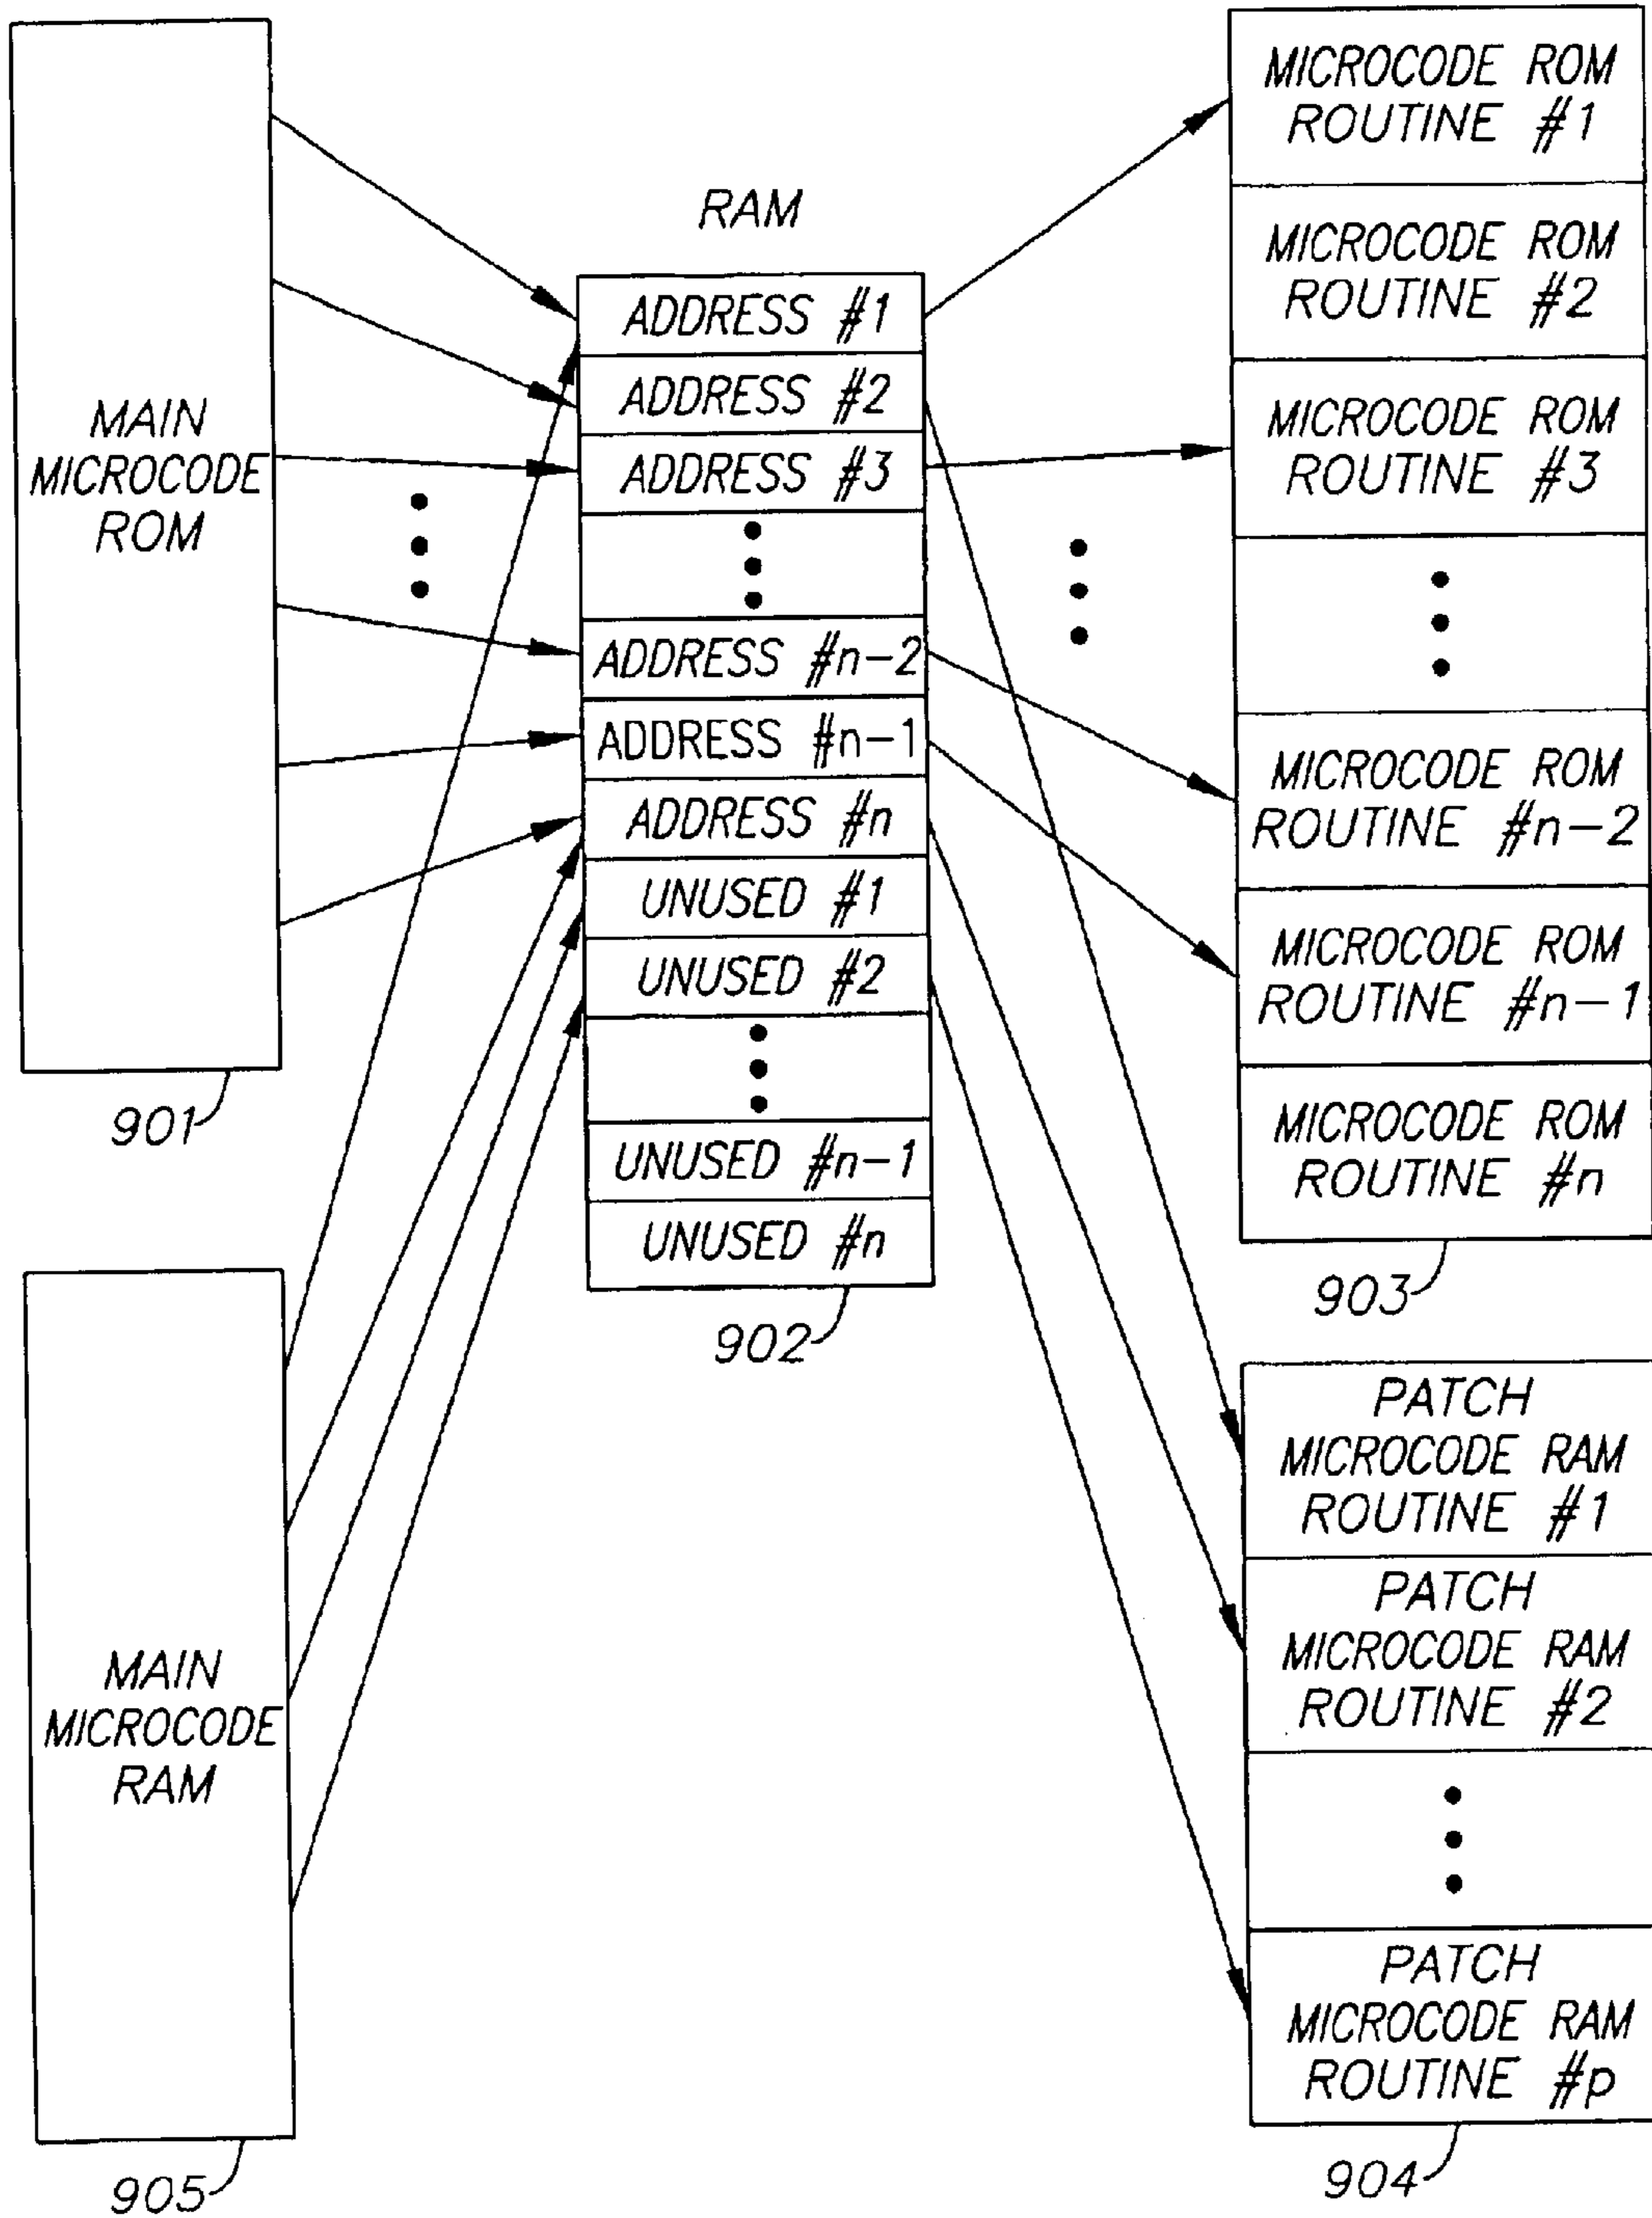 MAIN
MICROCODE
ROM
901
MAIN
MICROCODE
RAM
905
RAM
ADDRESS #1
ADDRESS #2
ADDRESS #3
ADDRESS #n-2
ADDRESS #n-1
ADDRESS #n
UNUSED #1
UNUSED #2
UNUSED #n-1
UNUSED #n
902
MICROCODE ROM
ROUTINE #1
MICROCODE ROM
ROUTINE #2
MICROCODE ROM
ROUTINE #3
MICROCODE ROM
ROUTINE #n-2
MICROCODE ROM
ROUTINE #n-1
MICROCODE ROM
ROUTINE #n
903
PATCH
MICROCODE RAM
ROUTINE #1
PATCH
MICROCODE RAM
ROUTINE #2
PATCH
MICROCODE RAM
ROUTINE #p
904